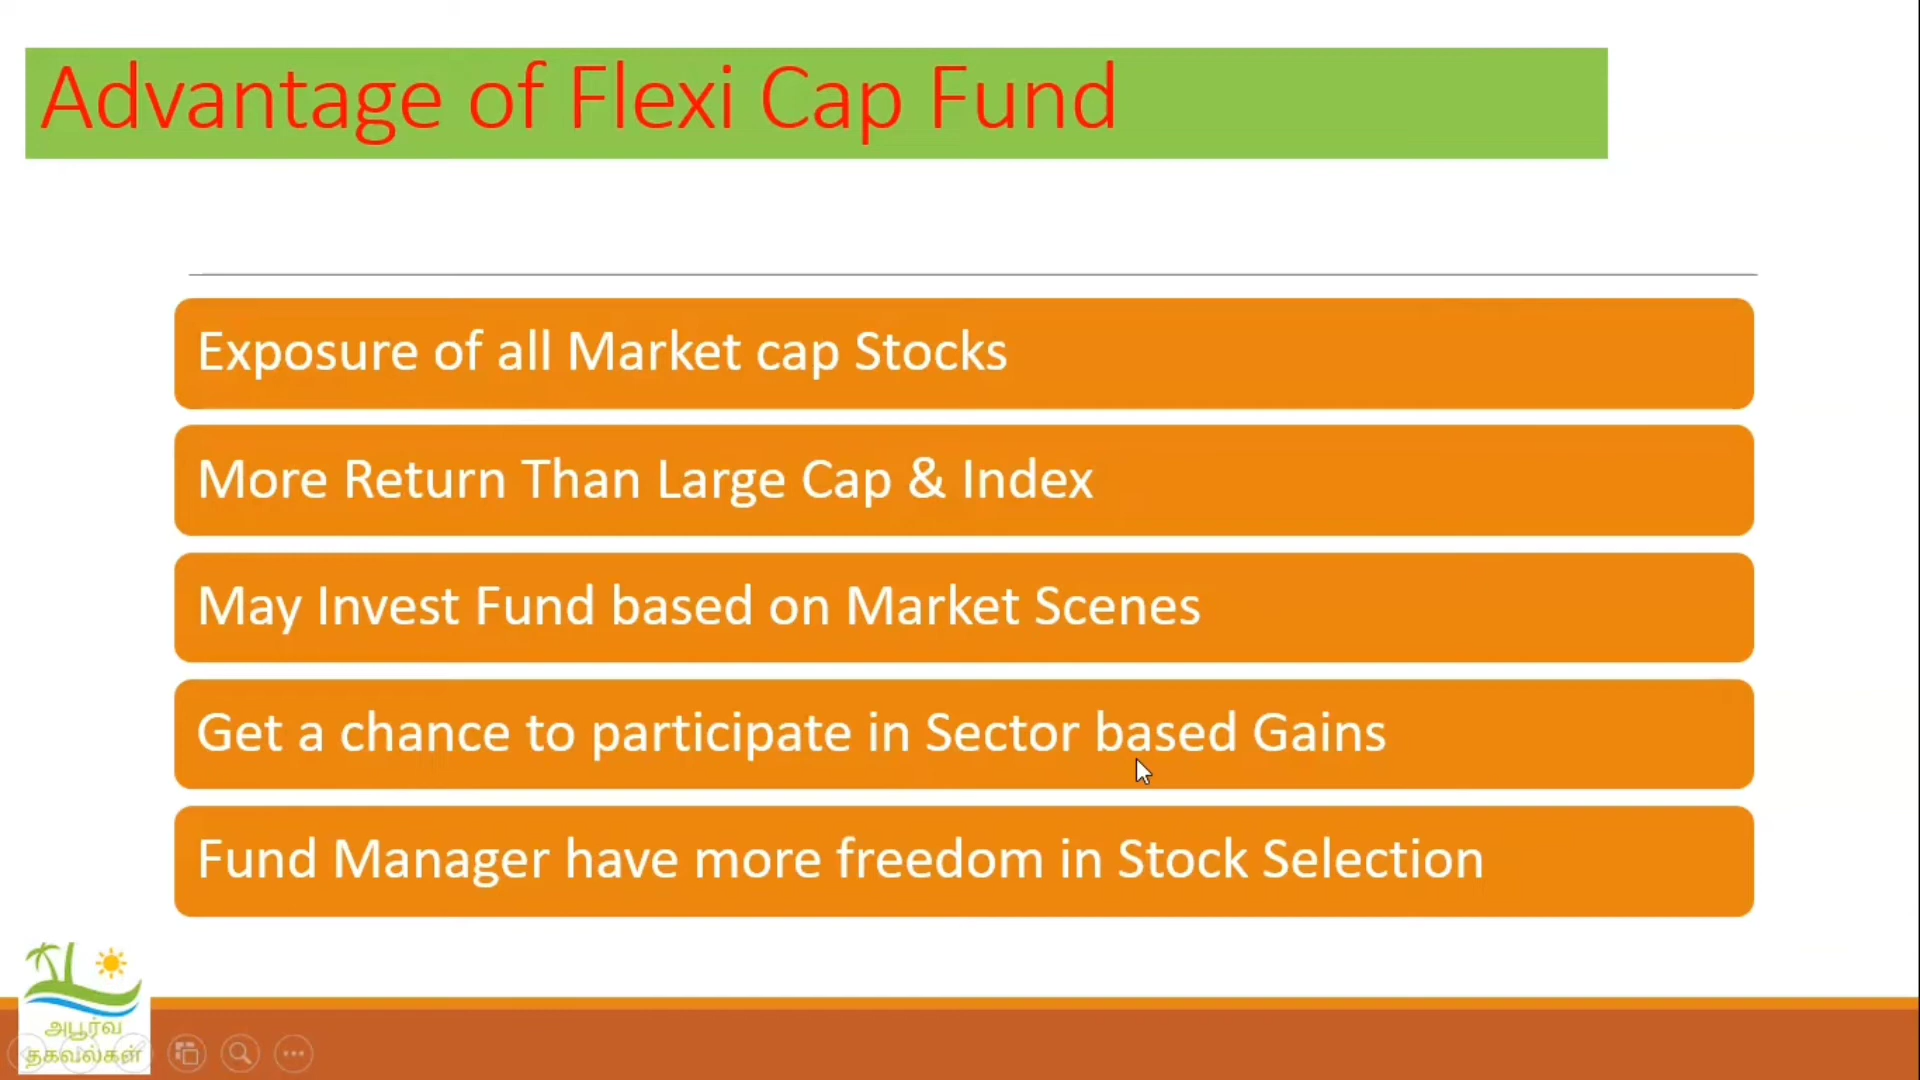 Advantage of Flexi Cap Fund
Exposure of all Market cap Stocks
More Return Than Large Cap & Index
May Invest Fund based on Market Scenes
Get a chance to participate in Sector based Gains
Fund Manager have more freedom in Stock Selection
அபூர்வ
தகவல்கள்